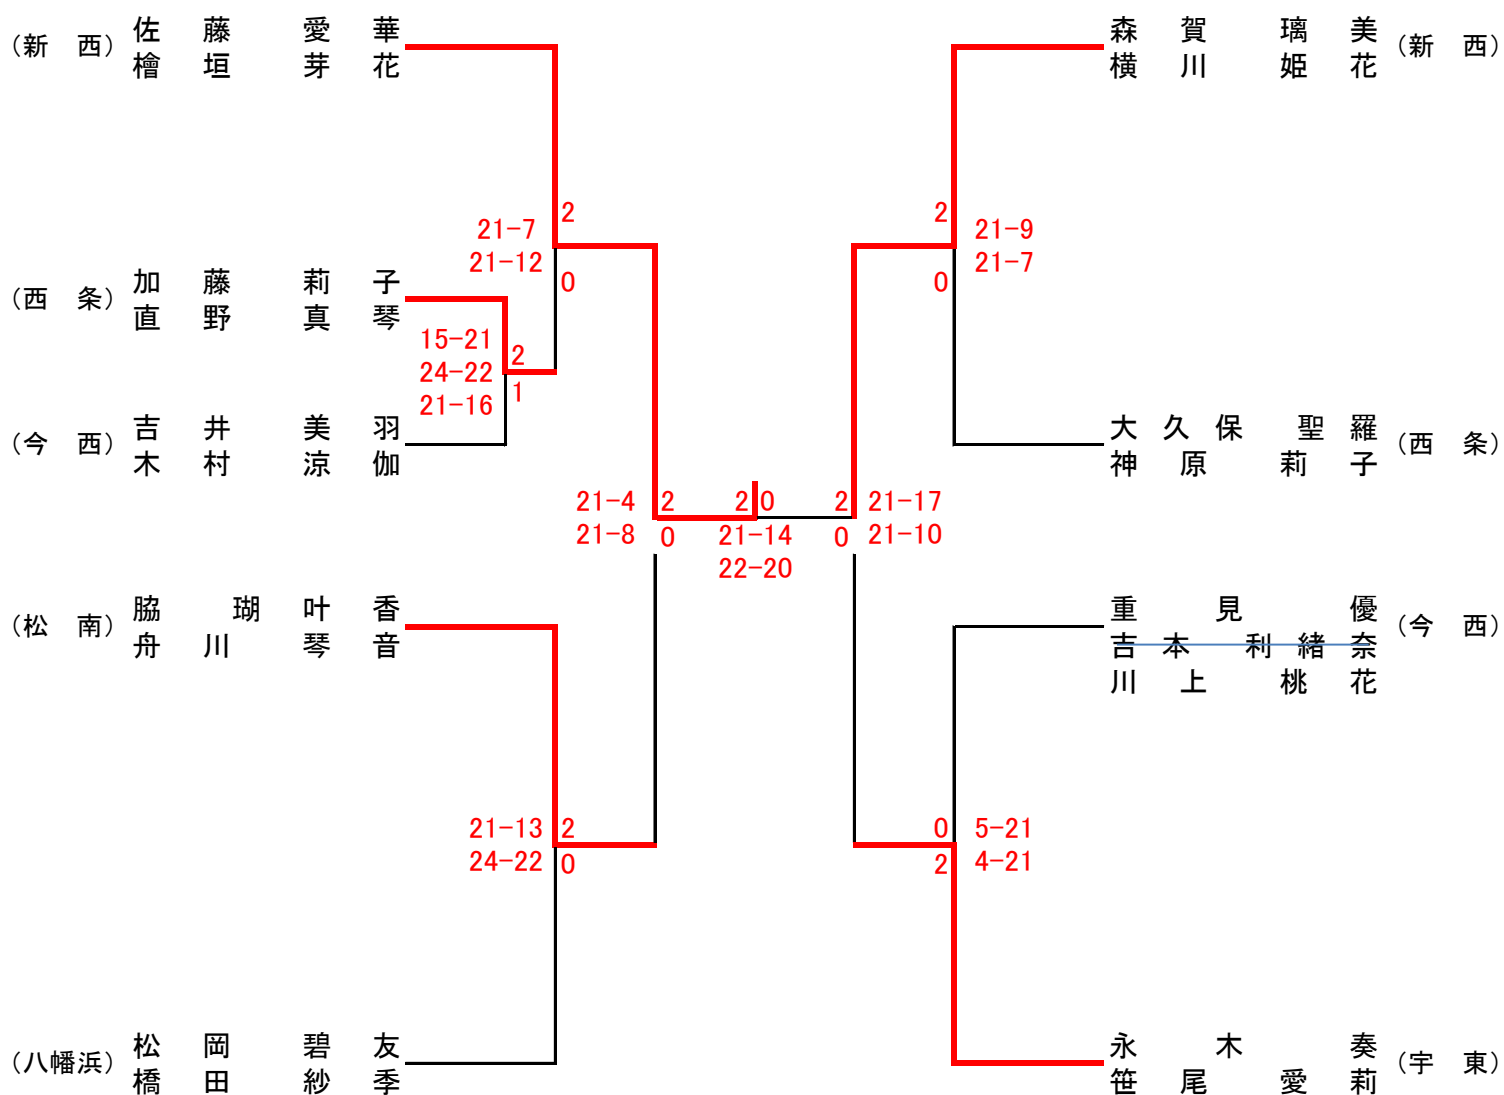 （新　西） 佐　藤　　愛　華
檜　垣　　芽　花
21-7 2
21-12 0
（西　条） 加　藤　　莉　子
直　野　　真　琴
15-21 2
24-22
21-16 1
（今　西） 吉　井　　美　羽
木　村　　涼　伽
21-4 2
21-8 0
（松　南） 脇　　瑚　叶　香
舟　川　　琴　音
21-13 2
24-22 0
（八幡浜） 松　岡　　碧　友
橋　田　　紗　季
2 0
21-14
22-20
森　賀　　璃　美 （新　西）
横　川　　姫　花
2 21-9
0 21-7
大　久　保　　聖　羅 （西　条）
神　原　　莉　子
2 21-17
0 21-10
重　　見　　　優 （今　西）
吉　本　　利　緒　奈
川　上　　桃　花
0 5-21
2 4-21
永　　木　　　奏 （宇　東）
笹　尾　　愛　莉